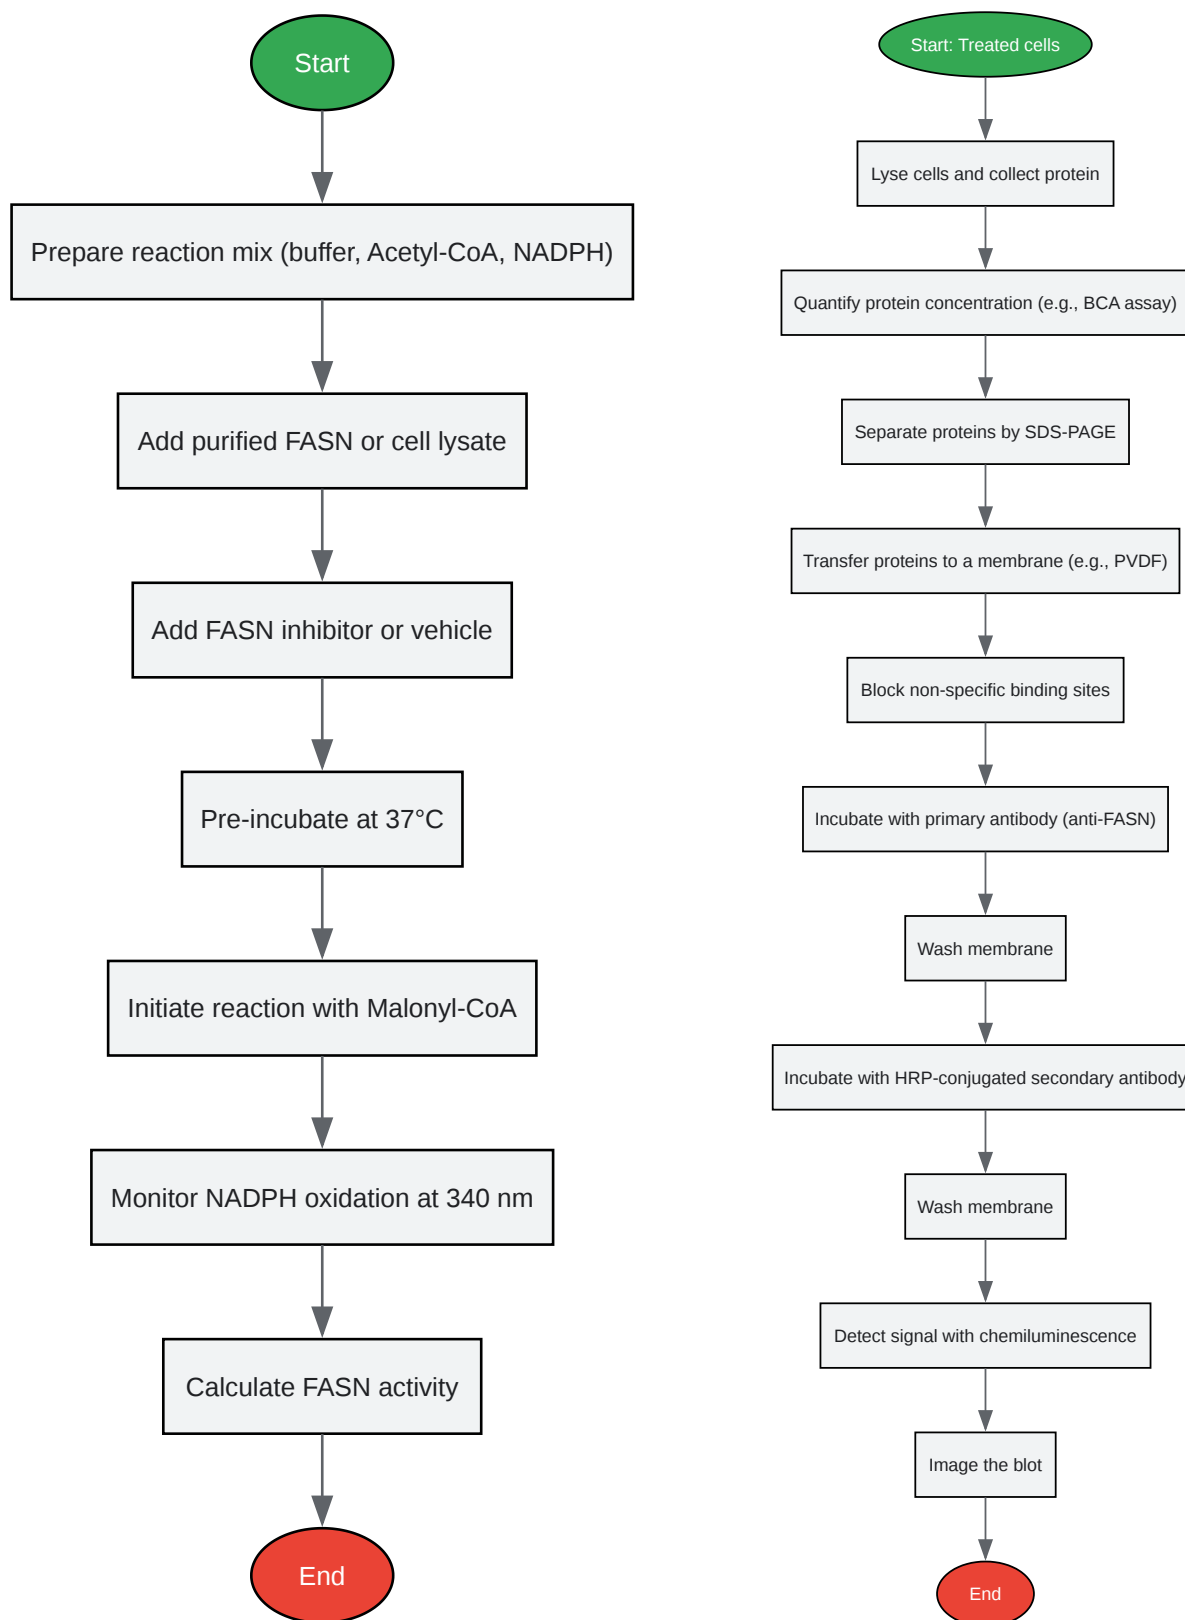 Start
Prepare reaction mix (buffer, Acetyl-CoA, NADPH)
Add purified FASN or cell lysate
Add FASN inhibitor or vehicle
Pre-incubate at 37°C
Initiate reaction with Malonyl-CoA
Monitor NADPH oxidation at 340 nm
Calculate FASN activity
End
Start: Treated cells
Lyse cells and collect protein
Quantify protein concentration (e.g., BCA assay)
Separate proteins by SDS-PAGE
Transfer proteins to a membrane (e.g., PVDF)
Block non-specific binding sites
Incubate with primary antibody (anti-FASN)
Wash membrane
Incubate with HRP-conjugated secondary antibody
Wash membrane
Detect signal with chemiluminescence
Image the blot
End